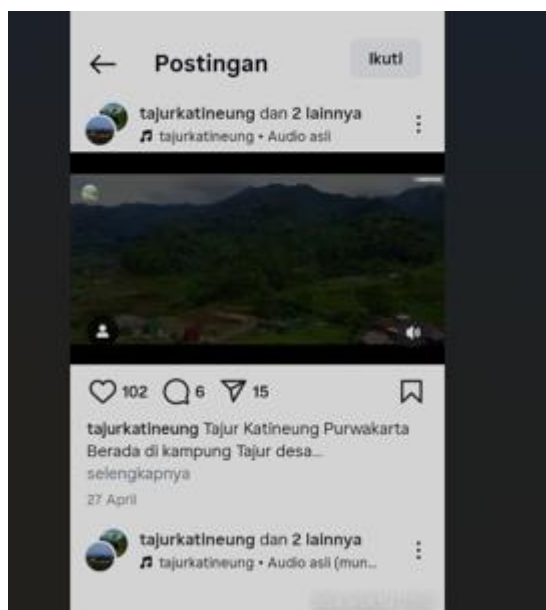 Postingan
Ikuti
tajurkatineung dan 2 lainnya
tajurkatineung • Audio asli
102 6 15
tajurkatineung Tajur Katineung Purwakarta
Berada di kampung Tajur desa...
selengkapnya
27 April
tajurkatineung dan 2 lainnya
tajurkatineung • Audio asli (mun...